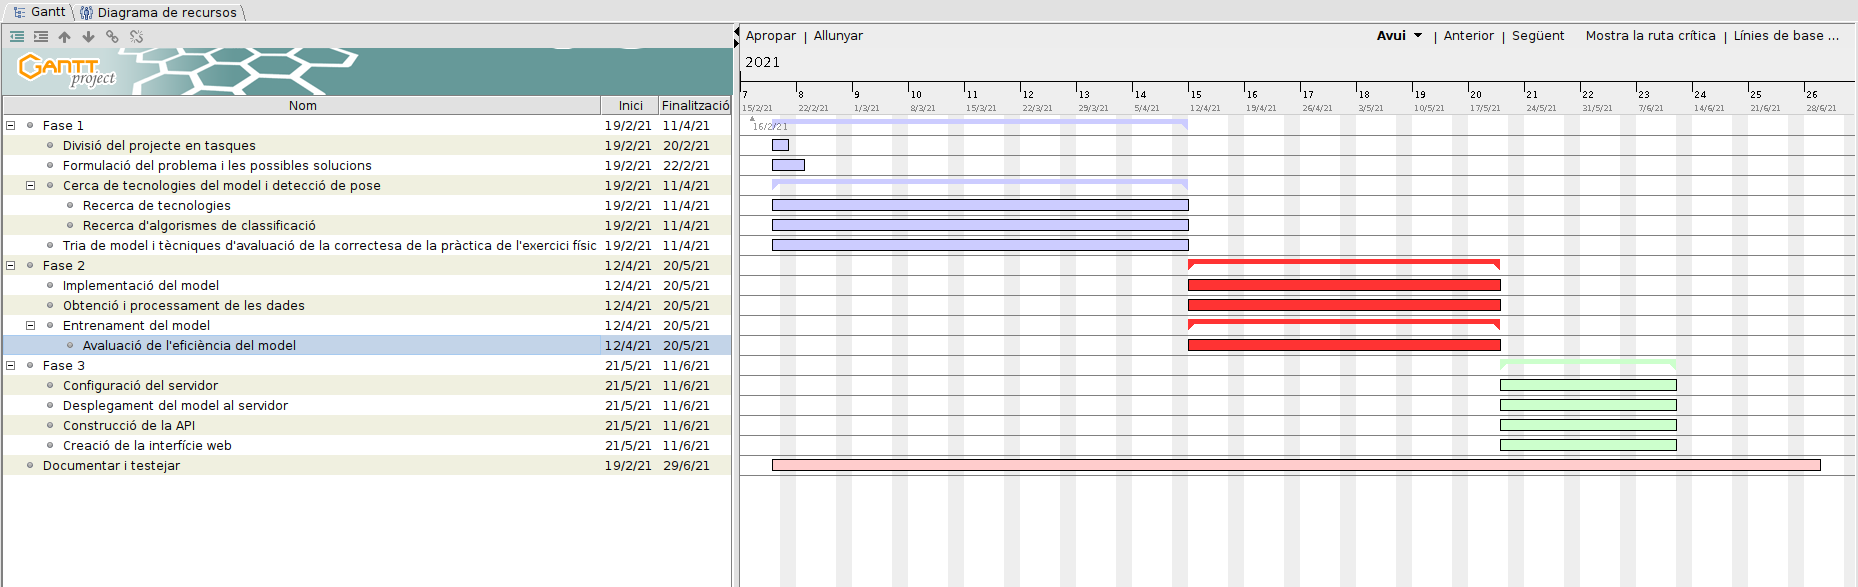 Gantt Diagrama de recursos
Apropar | Allunyar Avui | Anterior | Següent Mostra la ruta crítica | Línies de base ...
GANTT project
2021
7 8 9 10 11 12 13 14 15 16 17 18 19 20 21 22 23 24 25 26
15/2/21 22/2/21 1/3/21 8/3/21 15/3/21 22/3/21 29/3/21 5/4/21 12/4/21 19/4/21 26/4/21 3/5/21 10/5/21 17/5/21 24/5/21 31/5/21 7/6/21 14/6/21 21/6/21 28/6/21
Nom Inici Finalització
16/2/21
Fase 1 19/2/21 11/4/21
Divisió del projecte en tasques 19/2/21 20/2/21
Formulació del problema i les possibles solucions 19/2/21 22/2/21
Cerca de tecnologies del model i detecció de pose 19/2/21 11/4/21
Recerca de tecnologies 19/2/21 11/4/21
Recerca d'algorismes de classificació 19/2/21 11/4/21
Tria de model i tècniques d'avaluació de la correctesa de la pràctica de l'exercici físic 19/2/21 11/4/21
Fase 2 12/4/21 20/5/21
Implementació del model 12/4/21 20/5/21
Obtenció i processament de les dades 12/4/21 20/5/21
Entrenament del model 12/4/21 20/5/21
Avaluació de l'eficiència del model 12/4/21 20/5/21
Fase 3 21/5/21 11/6/21
Configuració del servidor 21/5/21 11/6/21
Desplegament del model al servidor 21/5/21 11/6/21
Construcció de la API 21/5/21 11/6/21
Creació de la interfície web 21/5/21 11/6/21
Documentar i testejar 19/2/21 29/6/21